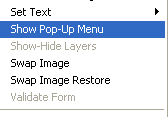 Set Text
Show Pop-Up Menu
Show-Hide Layers
Swap Image
Swap Image Restore
Validate Form